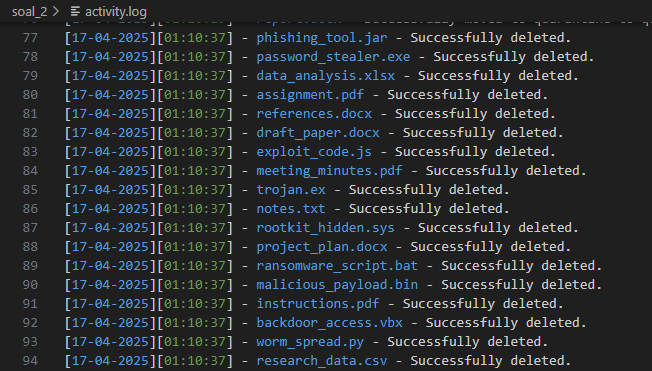 soal_2 > activity.log
77 [17-04-2025][01:10:37] - phishing_tool.jar - Successfully deleted.
78 [17-04-2025][01:10:37] - password_stealer.exe - Successfully deleted.
79 [17-04-2025][01:10:37] - data_analysis.xlsx - Successfully deleted.
80 [17-04-2025][01:10:37] - assignment.pdf - Successfully deleted.
81 [17-04-2025][01:10:37] - references.docx - Successfully deleted.
82 [17-04-2025][01:10:37] - draft_paper.docx - Successfully deleted.
83 [17-04-2025][01:10:37] - exploit_code.js - Successfully deleted.
84 [17-04-2025][01:10:37] - meeting_minutes.pdf - Successfully deleted.
85 [17-04-2025][01:10:37] - trojan.ex - Successfully deleted.
86 [17-04-2025][01:10:37] - notes.txt - Successfully deleted.
87 [17-04-2025][01:10:37] - rootkit_hidden.sys - Successfully deleted.
88 [17-04-2025][01:10:37] - project_plan.docx - Successfully deleted.
89 [17-04-2025][01:10:37] - ransomware_script.bat - Successfully deleted.
90 [17-04-2025][01:10:37] - malicious_payload.bin - Successfully deleted.
91 [17-04-2025][01:10:37] - instructions.pdf - Successfully deleted.
92 [17-04-2025][01:10:37] - backdoor_access.vbx - Successfully deleted.
93 [17-04-2025][01:10:37] - worm_spread.py - Successfully deleted.
94 [17-04-2025][01:10:37] - research_data.csv - Successfully deleted.